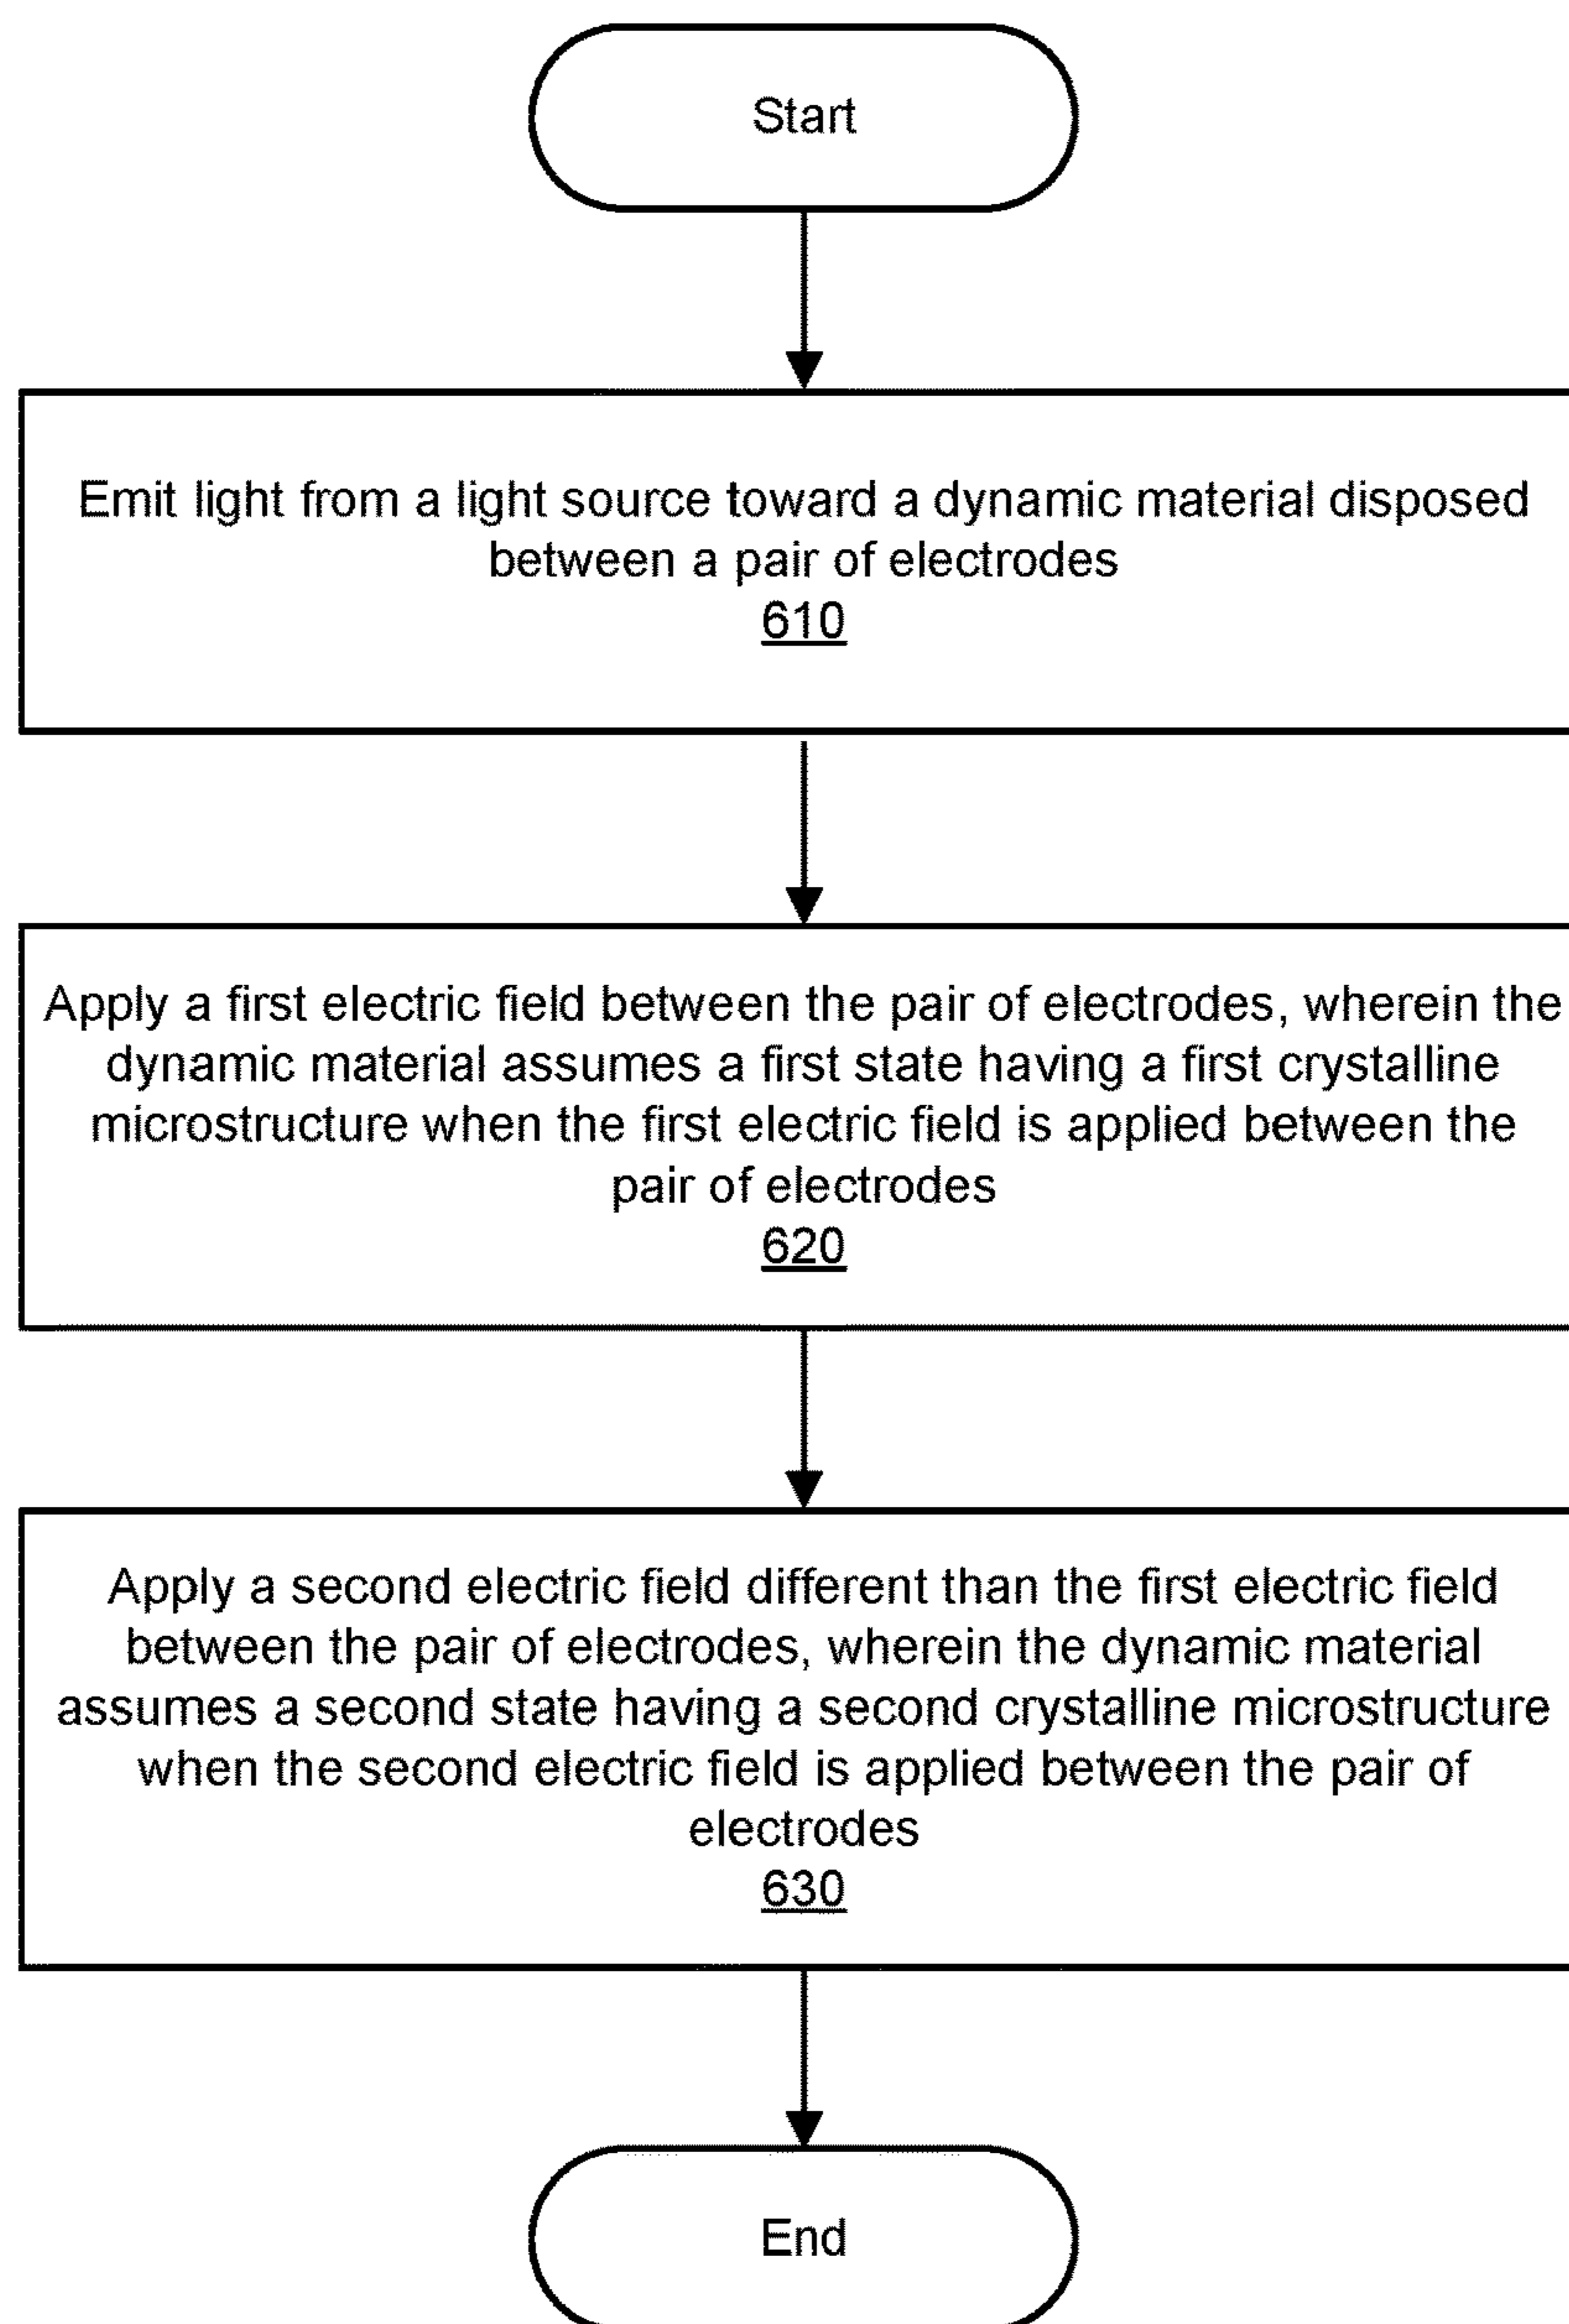 Start
Emit light from a light source toward a dynamic material disposed
between a pair of electrodes
610
Apply a first electric field between the pair of electrodes, wherein the
dynamic material assumes a first state having a first crystalline
microstructure when the first electric field is applied between the
pair of electrodes
620
Apply a second electric field different than the first electric field
between the pair of electrodes, wherein the dynamic material
assumes a second state having a second crystalline microstructure
when the second electric field is applied between the pair of
electrodes
630
End